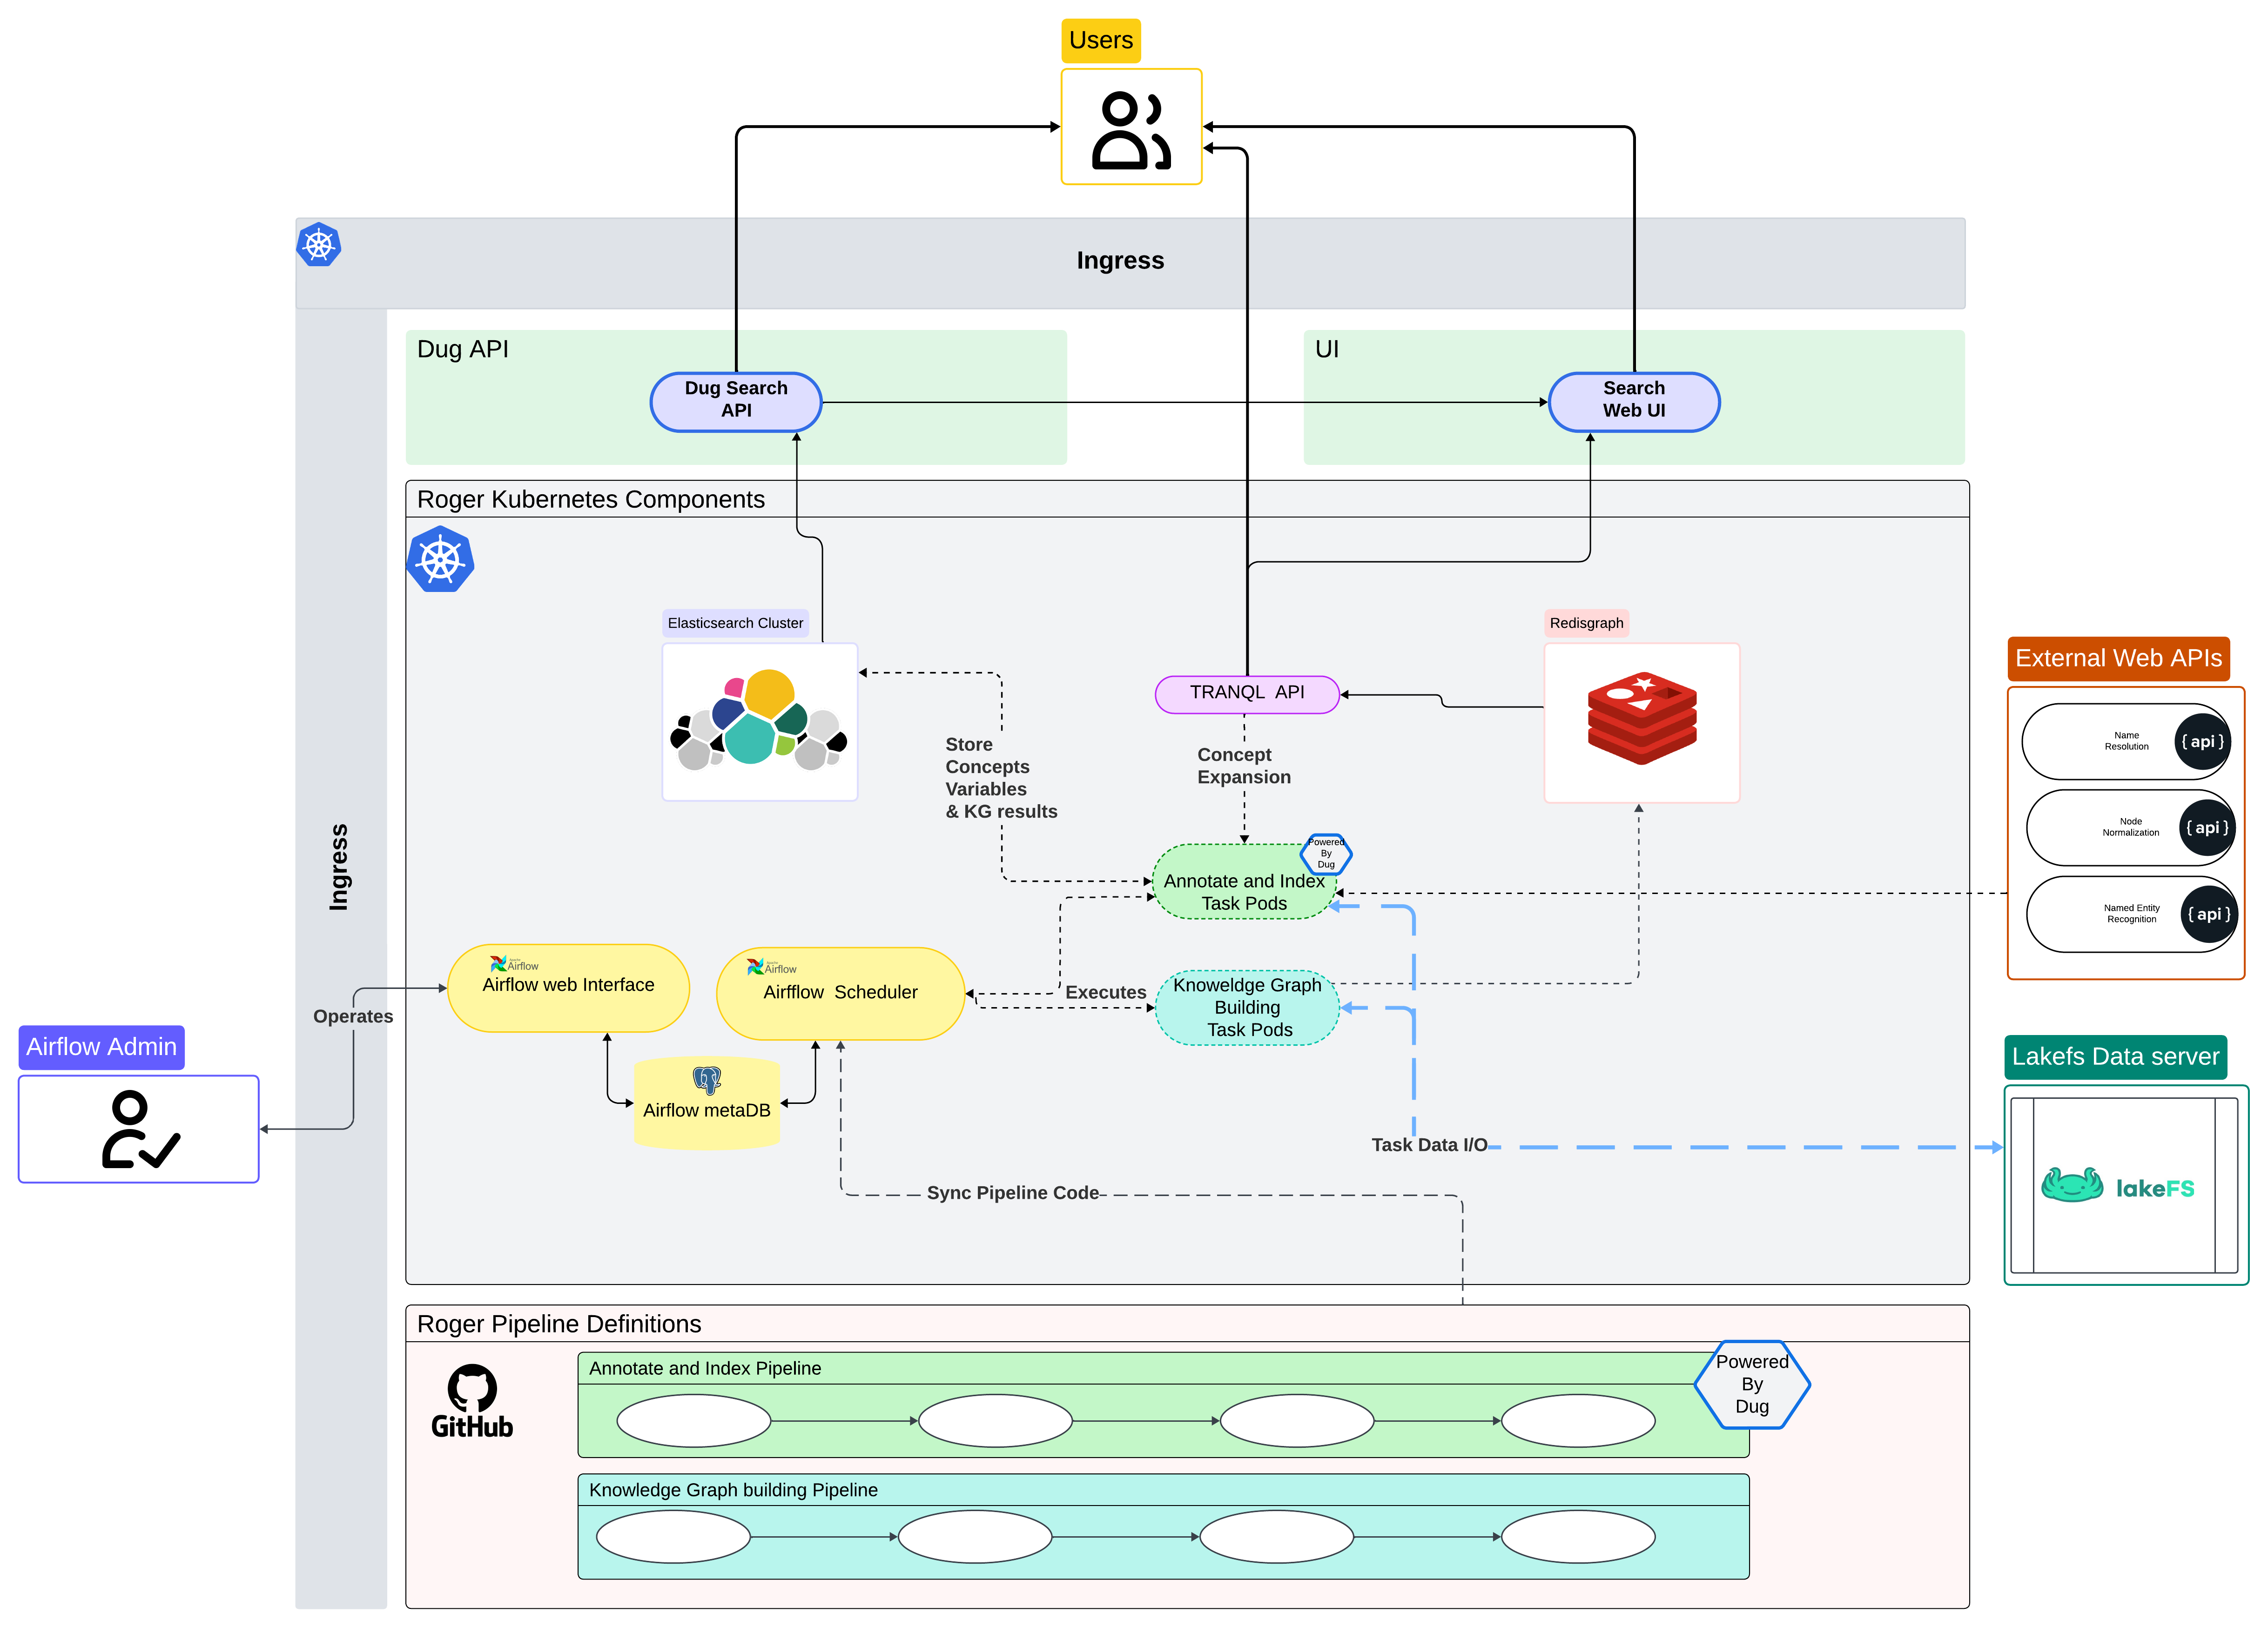 Users
Ingress
Dug API
UI
Dug Search
API
Search
Web UI
Roger Kubernetes Components
Elasticsearch Cluster
Redisgraph
TRANQL  API
External Web APIs
Name
Resolution
{api}
Node
Normalization
{api}
Named Entity
Recognition
{api}
Store
Concepts
Variables
& KG results
Concept
Expansion
Powered
By
Dug
Annotate and Index
Task Pods
Ingress
Airflow
Airflow web Interface
Airflow
Airfflow  Scheduler
Executes
Knoweldge Graph
Building
Task Pods
Operates
Airflow Admin
Airflow metaDB
Lakefs Data server
Task Data I/O
lakeFS
Sync Pipeline Code
Roger Pipeline Definitions
GitHub
Annotate and Index Pipeline
Powered
By
Dug
Knowledge Graph building Pipeline